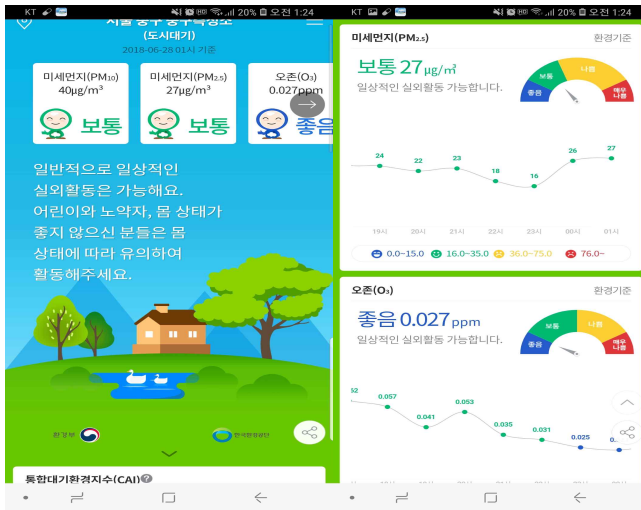 KT 20% 오전 1:24
서울 중구 중구측정소
(도시대기)
2018-06-28 01시 기준
미세먼지(PM10)
40µg/m³
보통
미세먼지(PM2.5)
27µg/m³
보통
오존(O3)
0.027ppm
좋음
일반적으로 일상적인
실외활동은 가능해요.
어린이와 노약자, 몸 상태가
좋지 않으신 분들은 몸
상태에 따라 유의하여
활동해주세요.
환경부
한국환경공단
통합대기환경지수(CAI)?
KT 20% 오전 1:24
미세먼지(PM2.5) 환경기준
보통 27 µg/㎥
일상적인 실외활동 가능합니다.
좋음 보통 나쁨 매우 나쁨
24 22 23 18 16 26 27
19시 20시 21시 22시 23시 00시 01시
0.0~15.0 16.0~35.0 36.0~75.0 76.0~
오존(O3) 환경기준
좋음 0.027 ppm
일상적인 실외활동 가능합니다.
좋음 보통 나쁨 매우 나쁨
52 0.057 0.041 0.053 0.035 0.031 0.025 0.